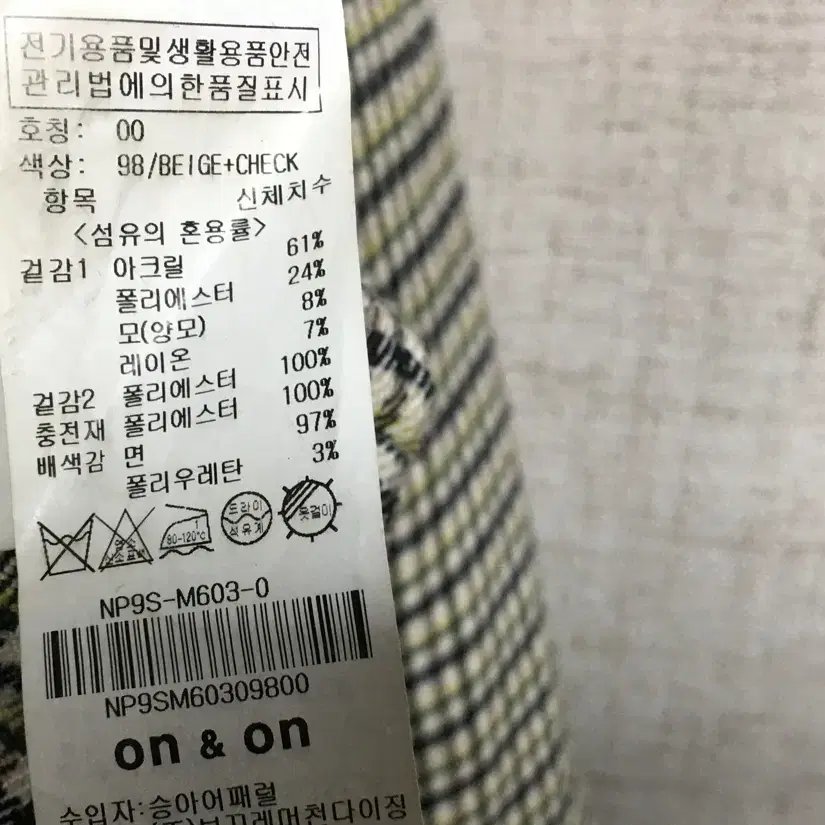 전기용품및생활용품안전
관리법에의한품질표시
호칭: 00
색상: 98/BEIGE+CHECK
항목 신체치수
<섬유의 혼용률>
겉감1 아크릴 61%
폴리에스터 24%
모(양모) 8%
레이온 7%
겉감2 폴리에스터 100%
충전재 폴리에스터 100%
배색감 면 97%
폴리우레탄 3%
80-120℃
드라이
석유계
옷걸이
NP9S-M603-0
NP9SM60309800
on & on
수입자:승아어패럴